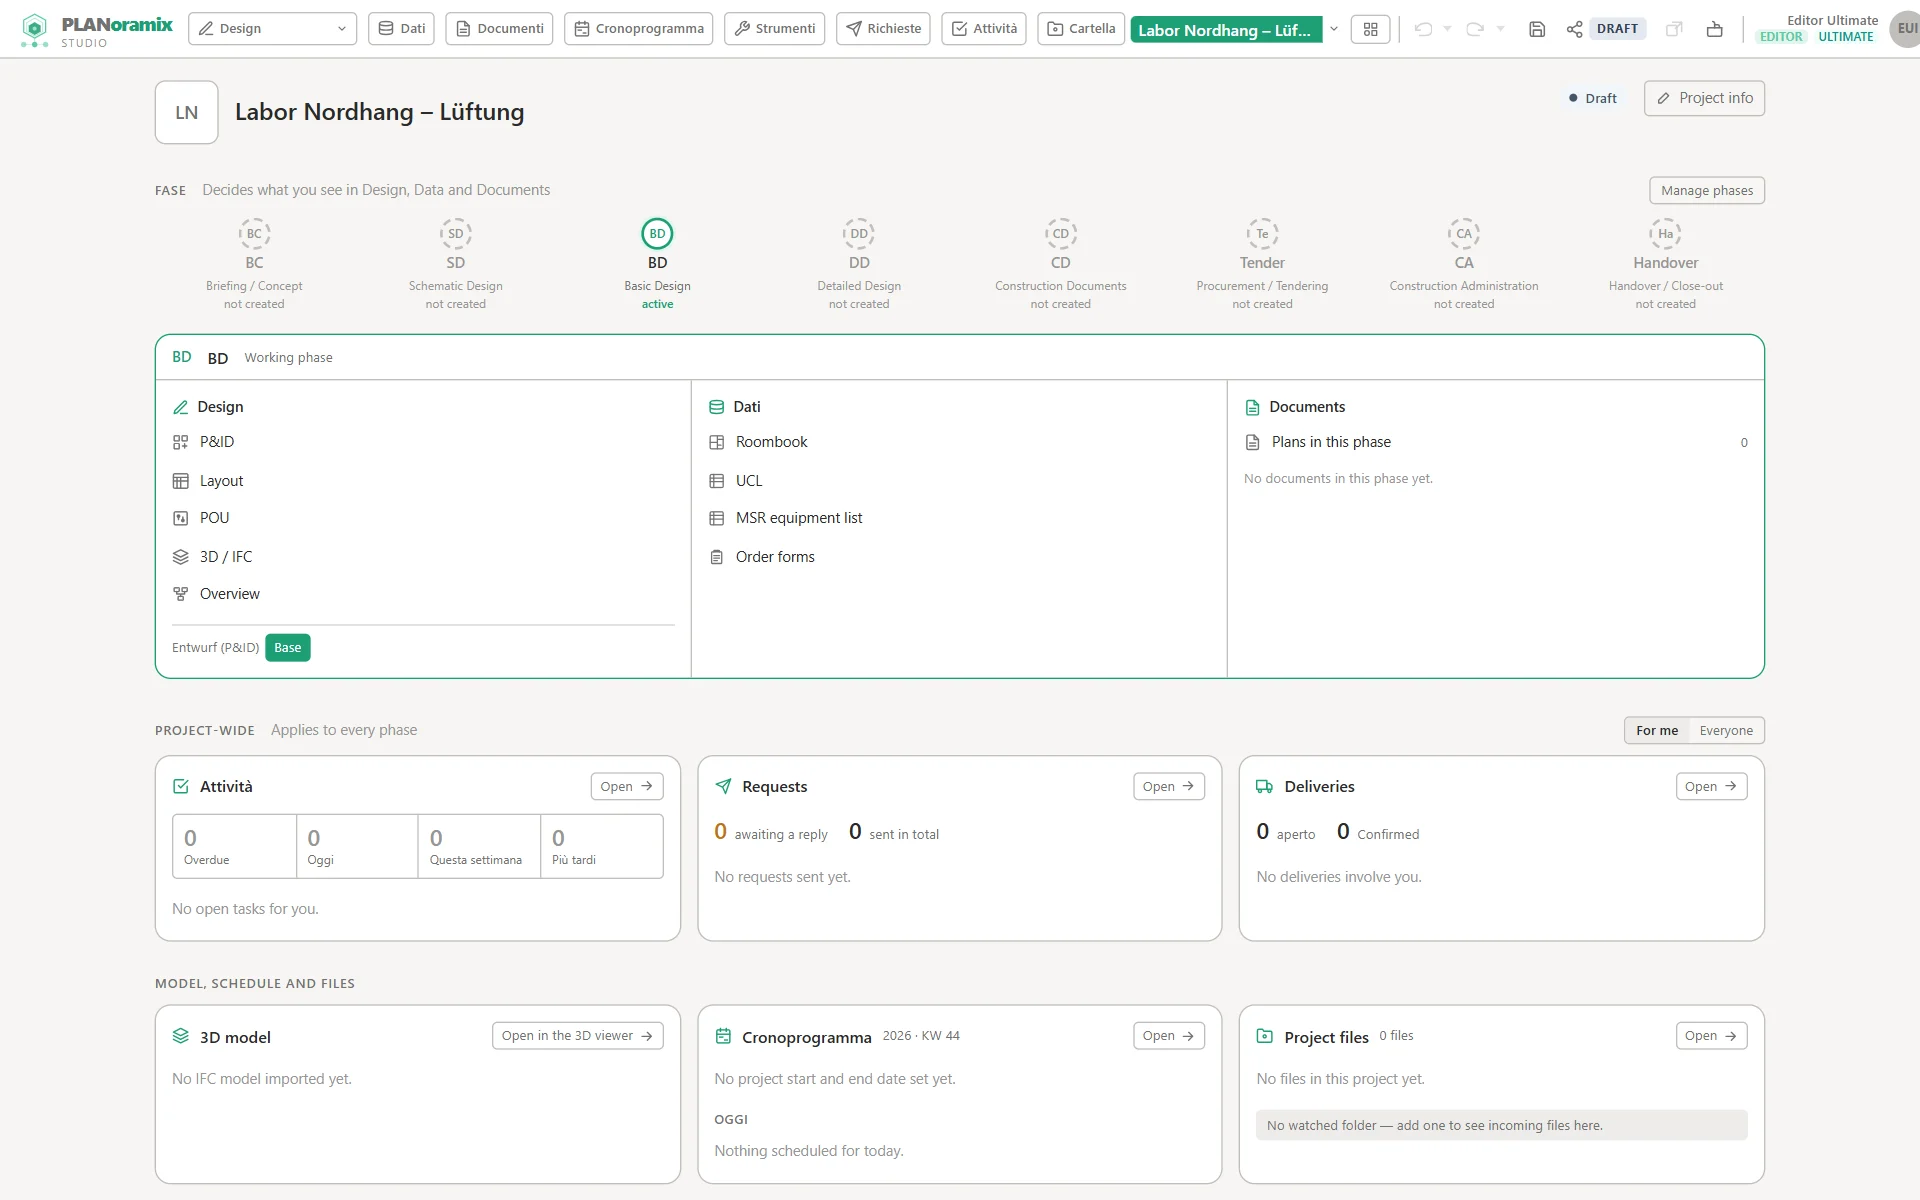 PLANoramix
STUDIO
Design
Dati
Documenti
Cronoprogramma
Strumenti
Richieste
Attività
Cartella
Labor Nordhang – Lüf...
DRAFT
Editor Ultimate
EDITOR ULTIMATE
EUI
LN
Labor Nordhang – Lüftung
Draft
Project info
FASE Decides what you see in Design, Data and Documents
Manage phases
BC
SD
BD
DD
CD
Te
CA
Ha
BC
SD
BD
DD
CD
Tender
CA
Handover
Briefing / Concept
Schematic Design
Basic Design
Detailed Design
Construction Documents
Procurement / Tendering
Construction Administration
Handover / Close-out
not created
not created
active
not created
not created
not created
not created
not created
BD BD Working phase
Design
P&ID
Layout
POU
3D / IFC
Overview
Entwurf (P&ID) Base
Dati
Roombook
UCL
MSR equipment list
Order forms
Documents
Plans in this phase 0
No documents in this phase yet.
PROJECT-WIDE Applies to every phase
For me Everyone
Attività
Open
0
Overdue
0
Oggi
0
Questa settimana
0
Più tardi
No open tasks for you.
Requests
Open
0 awaiting a reply 0 sent in total
No requests sent yet.
Deliveries
Open
0 aperto 0 Confirmed
No deliveries involve you.
MODEL, SCHEDULE AND FILES
3D model
Open in the 3D viewer
No IFC model imported yet.
Cronoprogramma 2026 · KW 44
Open
No project start and end date set yet.
OGGI
Nothing scheduled for today.
Project files 0 files
Open
No files in this project yet.
No watched folder — add one to see incoming files here.